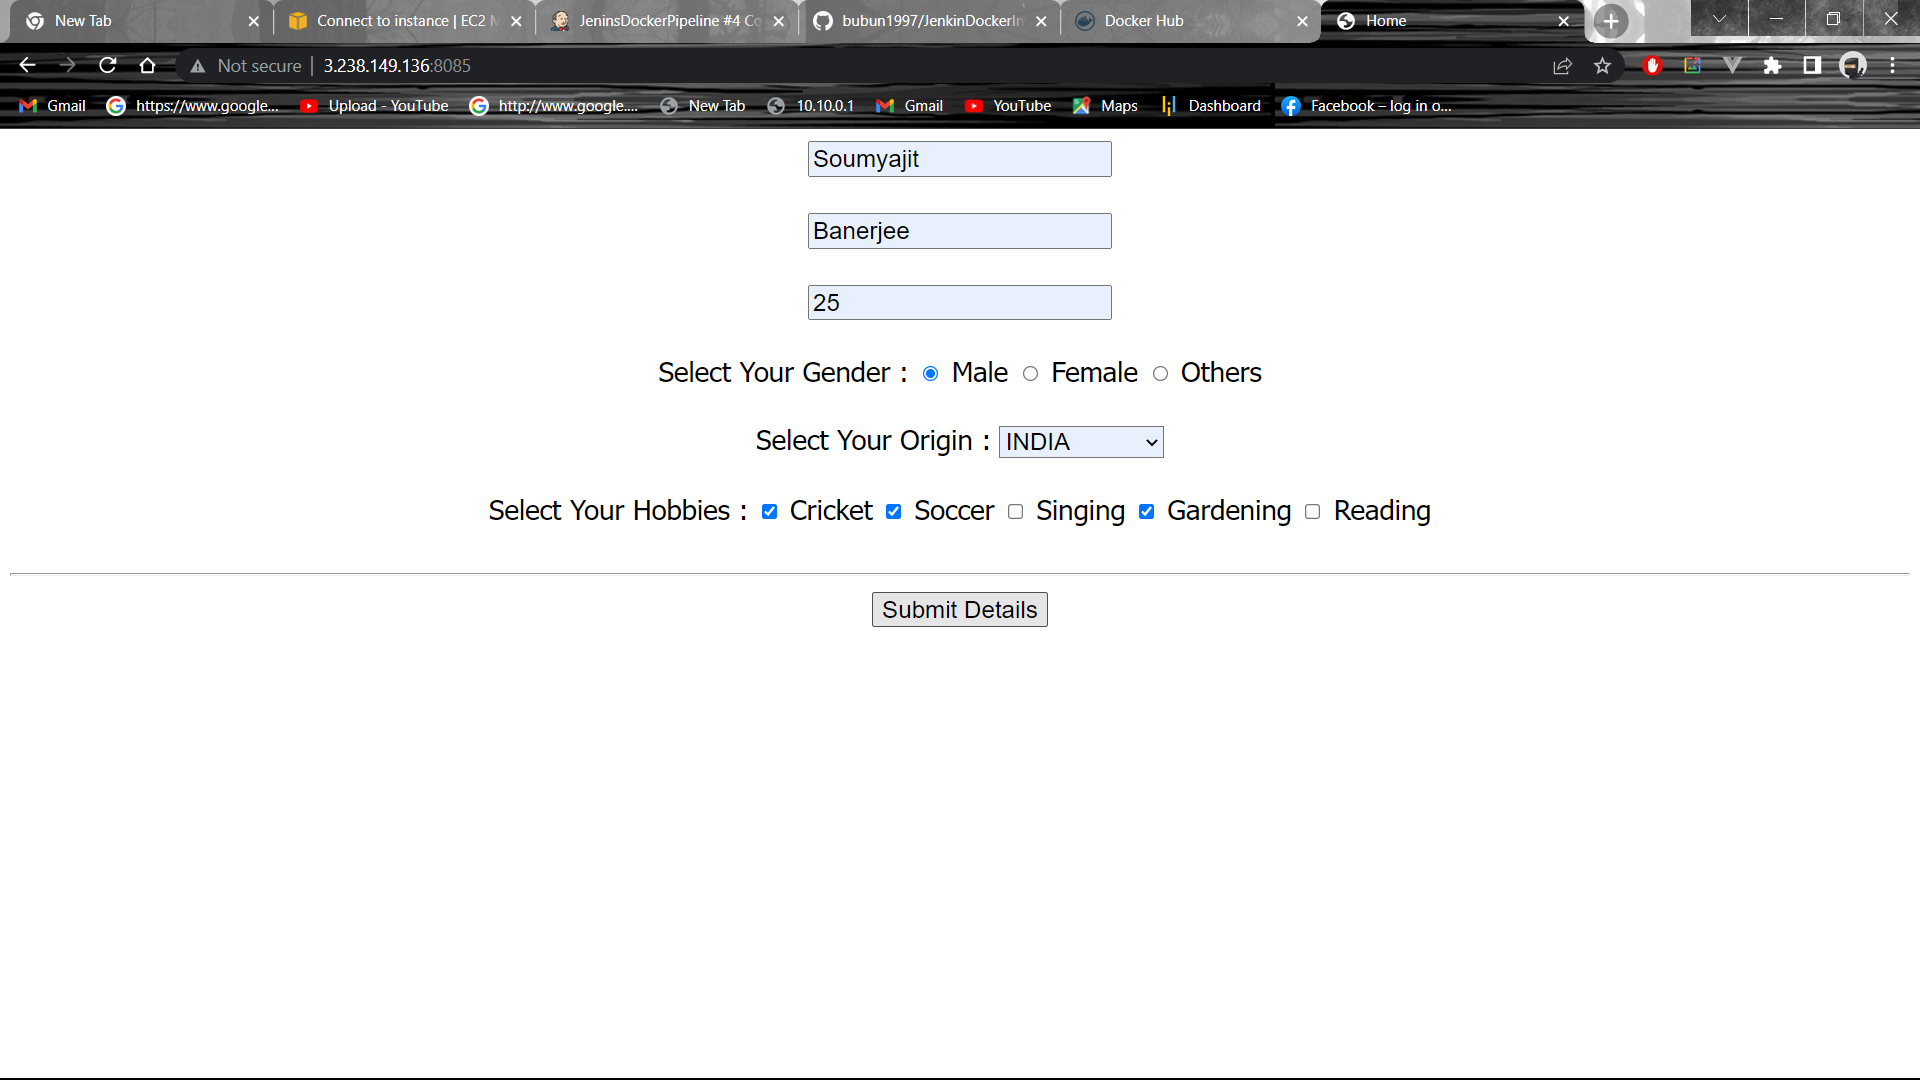 New Tab Connect to instance | EC2 M JeninsDockerPipeline #4 Co bubun1997/JenkinDockerIn Docker Hub Home
Not secure | 3.238.149.136:8085
Gmail https://www.google... Upload - YouTube http://www.google.... New Tab 10.10.0.1 Gmail YouTube Maps Dashboard Facebook – log in o...
Soumyajit
Banerjee
25
Select Your Gender : Male Female Others
Select Your Origin : INDIA
Select Your Hobbies : Cricket Soccer Singing Gardening Reading
Submit Details